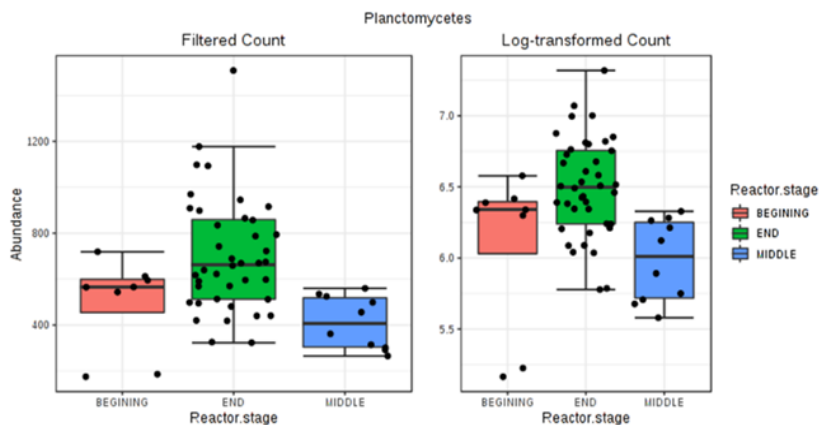 Planctomycetes
Filtered Count
Log-transformed Count
Abundance
1200
800
400
7.0
6.5
6.0
5.5
BEGINING END MIDDLE
Reactor.stage
BEGINING END MIDDLE
Reactor.stage
Reactor.stage
BEGINING
END
MIDDLE